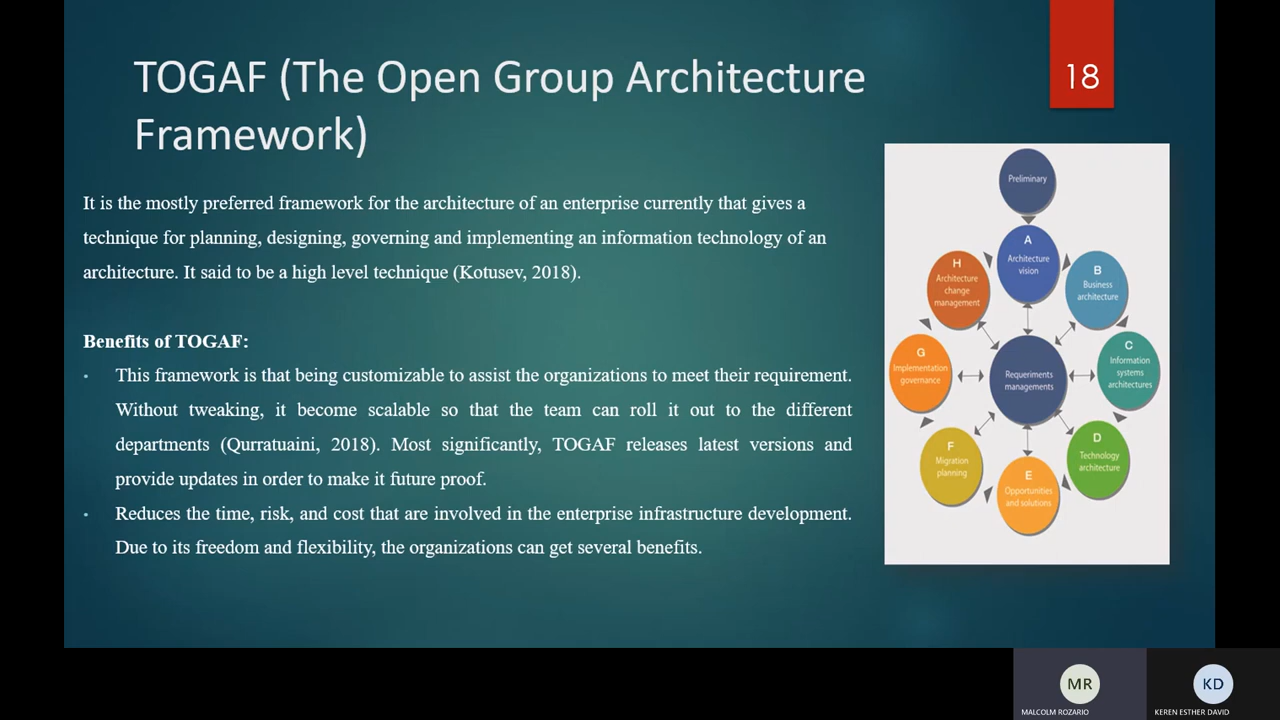 TOGAF (The Open Group Architecture
Framework)
18
It is the mostly preferred framework for the architecture of an enterprise currently that gives a
technique for planning, designing, governing and implementing an information technology of an
architecture. It said to be a high level technique (Kotusev, 2018).
Benefits of TOGAF:
• This framework is that being customizable to assist the organizations to meet their requirement.
Without tweaking, it become scalable so that the team can roll it out to the different
departments (Qurratuaini, 2018). Most significantly, TOGAF releases latest versions and
provide updates in order to make it future proof.
• Reduces the time, risk, and cost that are involved in the enterprise infrastructure development.
Due to its freedom and flexibility, the organizations can get several benefits.
Preliminary
A
Architecture
vision
B
Business
architecture
C
Information
systems
architectures
D
Technology
architecture
E
Opportunities
and solutions
F
Migration
planning
G
Implementation
governance
H
Architecture
change
management
Requeriments
managements
MR
MALCOLM ROZARIO
KD
KEREN ESTHER DAVID